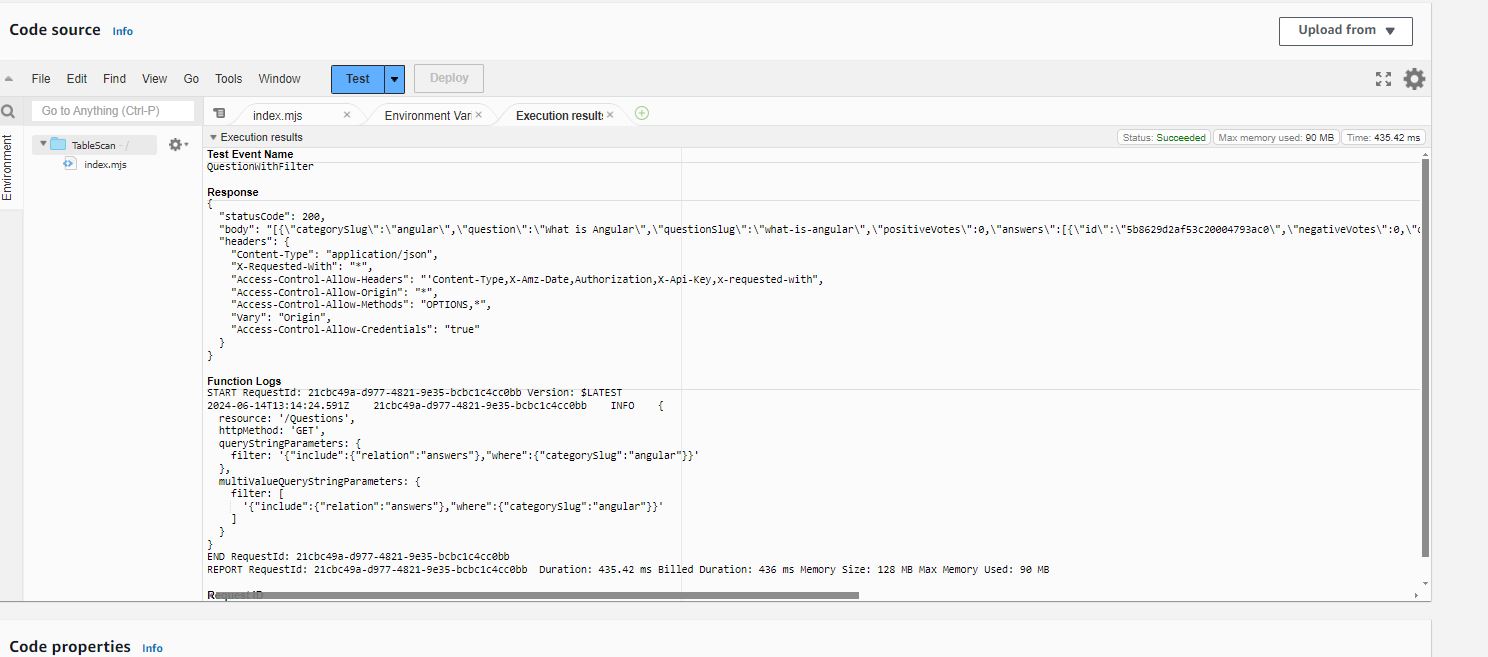 Code source Info
Upload from
File Edit Find View Go Tools Window Test Deploy
Go to Anything (Ctrl-P)
index.mjs Environment Var Execution results
Environment
TableScan - /
index.mjs
Execution results Status: Succeeded Max memory used: 90 MB Time: 435.42 ms
Test Event Name
QuestionWithFilter
Response
{
"statusCode": 200,
"body": "[{\"categorySlug\":\"angular\",\"question\":\"What is Angular\",\"questionSlug\":\"what-is-angular\",\"positiveVotes\":0,\"answers\":[{\"id\":\"5b8629d2af53c20004793ac0\",\"negativeVotes\":0,\"
"headers": {
"Content-Type": "application/json",
"X-Requested-With": "*",
"Access-Control-Allow-Headers": "'Content-Type,X-Amz-Date,Authorization,X-Api-Key,x-requested-with",
"Access-Control-Allow-Origin": "*",
"Access-Control-Allow-Methods": "OPTIONS,*",
"Vary": "Origin",
"Access-Control-Allow-Credentials": "true"
}
}
Function Logs
START RequestId: 21cbc49a-d977-4821-9e35-bcbc1c4cc0bb Version: $LATEST
2024-06-14T13:14:24.591Z 21cbc49a-d977-4821-9e35-bcbc1c4cc0bb INFO {
resource: '/Questions',
httpMethod: 'GET',
queryStringParameters: {
filter: '{"include":{"relation":"answers"},"where":{"categorySlug":"angular"}}'
},
multiValueQueryStringParameters: {
filter: [
'{"include":{"relation":"answers"},"where":{"categorySlug":"angular"}}'
]
}
}
END RequestId: 21cbc49a-d977-4821-9e35-bcbc1c4cc0bb
REPORT RequestId: 21cbc49a-d977-4821-9e35-bcbc1c4cc0bb Duration: 435.42 ms Billed Duration: 436 ms Memory Size: 128 MB Max Memory Used: 90 MB
Request ID
Code properties Info